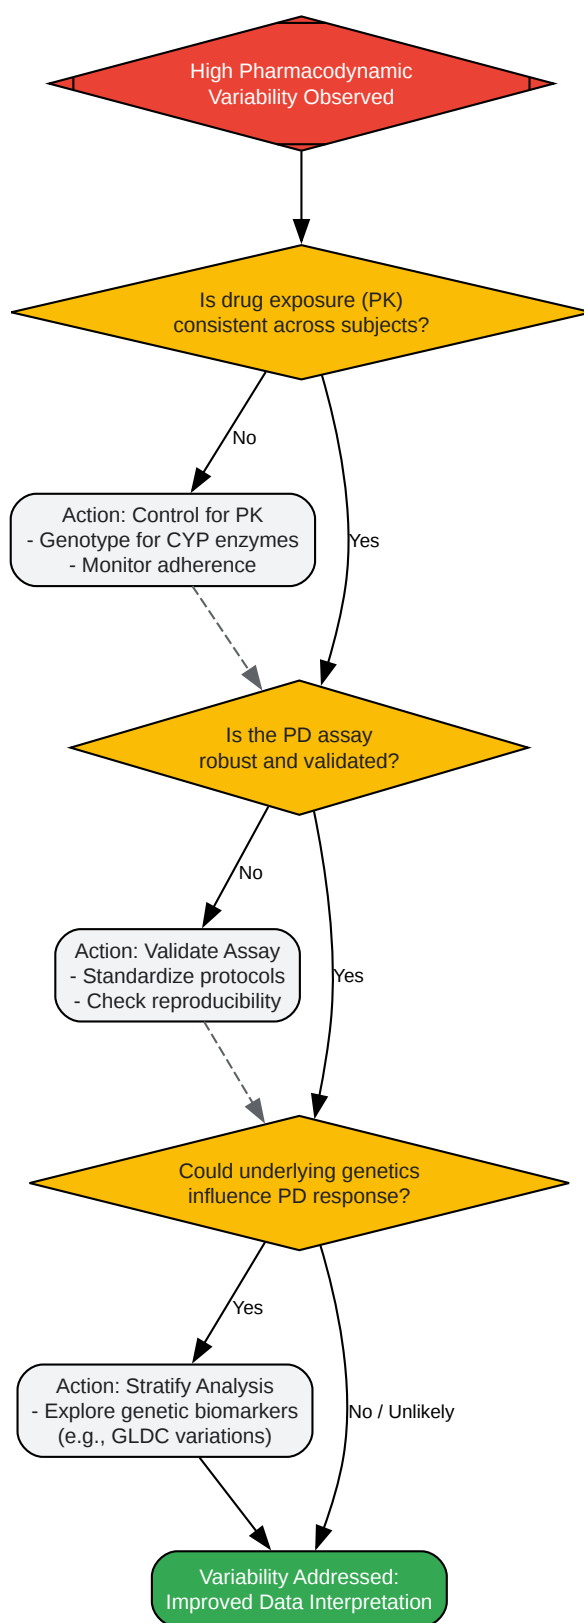 High Pharmacodynamic
Variability Observed
Is drug exposure (PK)
consistent across subjects?
No
Action: Control for PK
- Genotype for CYP enzymes
- Monitor adherence
Yes
Is the PD assay
robust and validated?
No
Action: Validate Assay
- Standardize protocols
- Check reproducibility
Yes
Could underlying genetics
influence PD response?
Yes
Action: Stratify Analysis
- Explore genetic biomarkers
(e.g., GLDC variations)
No / Unlikely
Variability Addressed:
Improved Data Interpretation